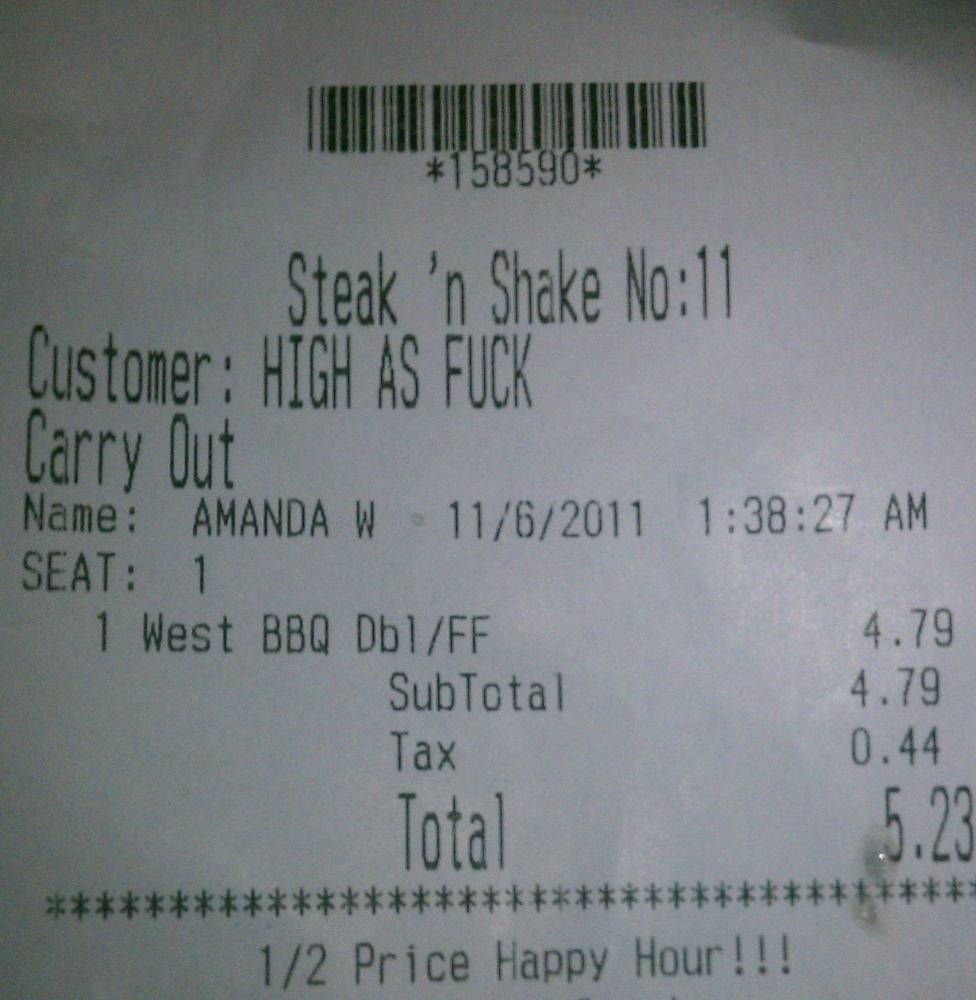 *158590*
Steak 'n Shake No:11
Customer: HIGH AS FUCK
Carry Out
Name: AMANDA W 11/6/2011 1:38:27 AM
SEAT: 1
1 West BBQ Dbl/FF 4.79
SubTotal 4.79
Tax 0.44
Total 5.23
****************************************
1/2 Price Happy Hour!!!